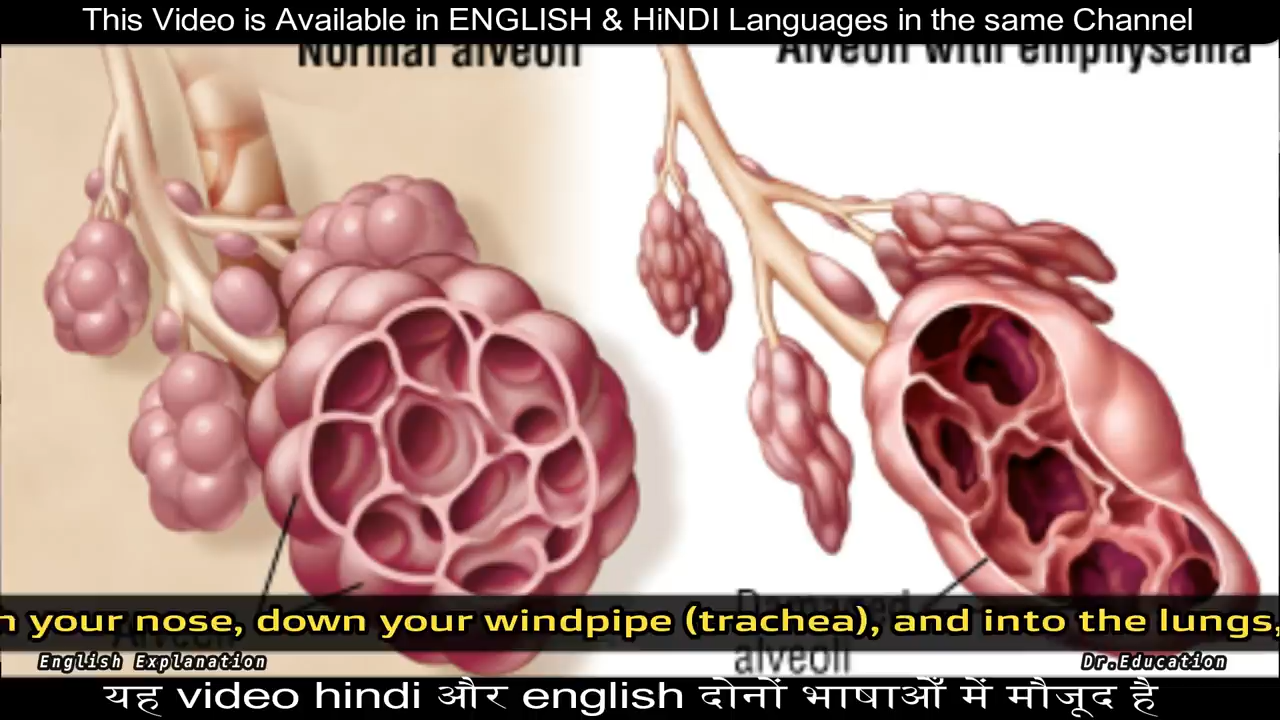 This Video is Available in ENGLISH & HiNDI Languages in the same Channel
Normal alveoli
Alveoli with emphysema
Damaged
n your nose, down your windpipe (trachea), and into the lungs,
alveoli
English Explanation
Dr.Education
यह video hindi और english दोनों भाषाओं में मौजूद है